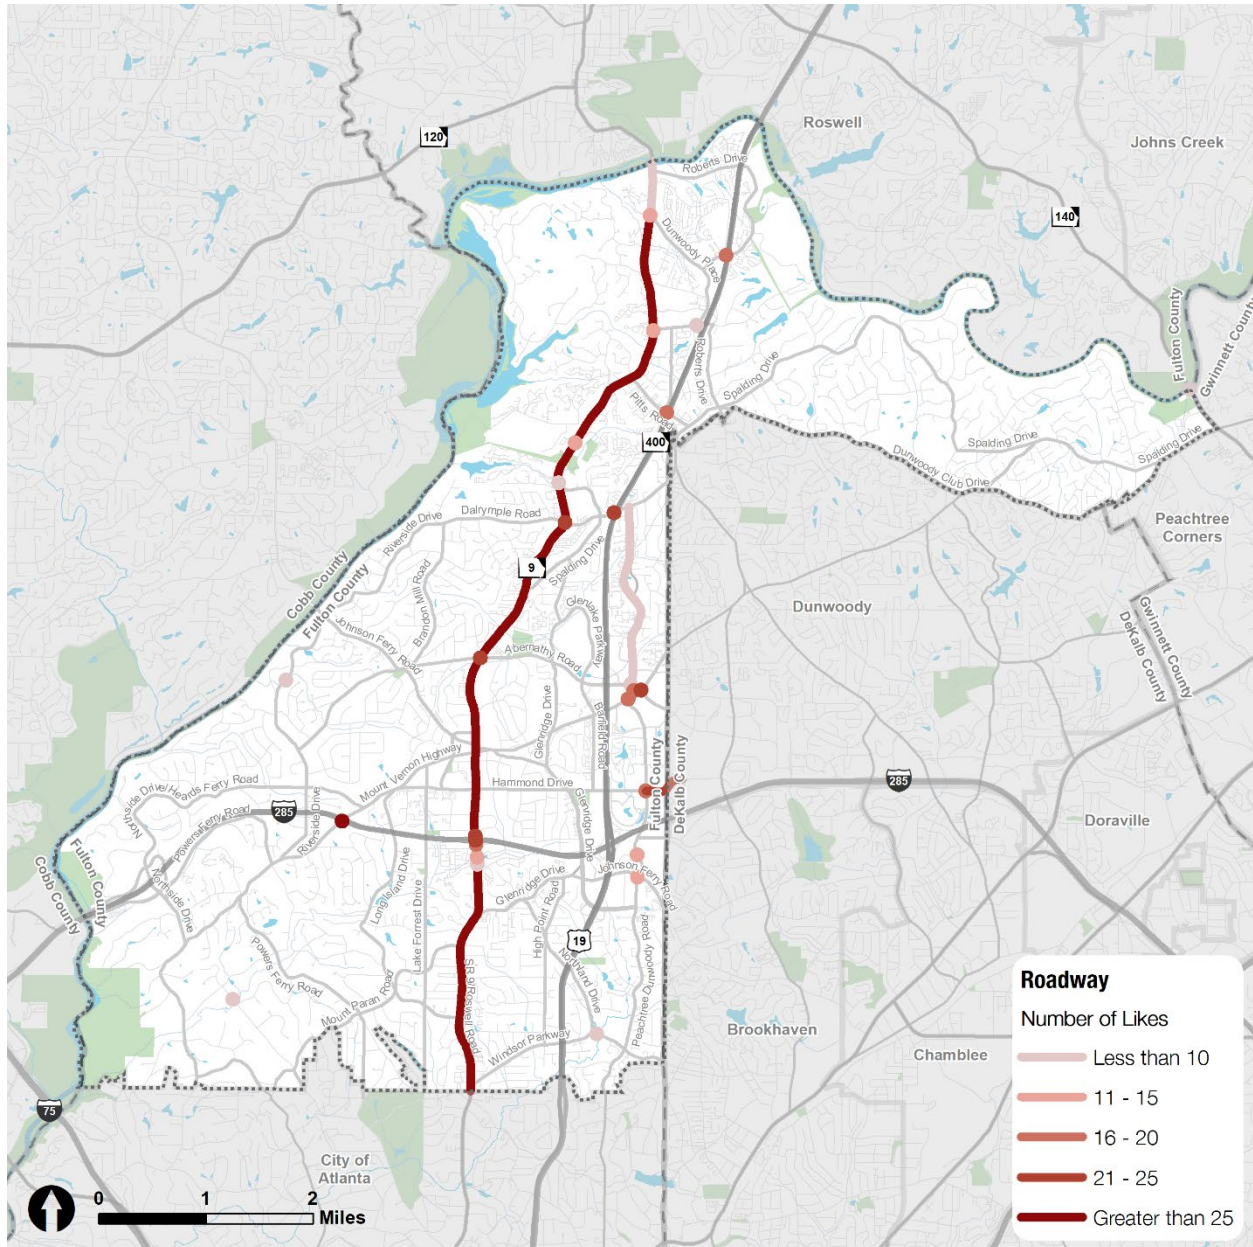 Roswell
120
Johns Creek
Roberts Drive
140
Dunwoody Place
Fulton County
Gwinnett County
Roberts Drive
Spalding Drive
Pitts Road
400
Spalding Drive
Spalding Drive
Dunwoody Club Drive
Dalrymple Road
Riverside Drive
Peachtree
Corners
Cobb County
Fulton County
9
Spalding Drive
Brandon Mill Road
Glenlake Parkway
Dunwoody
Gwinnett County
DeKalb County
Johnson Ferry Road
Abernathy Road
Glenridge Drive
Barfield Road
Mount Vernon Highway
Fulton County
DeKalb County
Northside Drive/Heards Ferry Road
Hammond Drive
285
285
Powers Ferry Road
Riverside Drive
Glenridge Drive
Doraville
Fulton County
Cobb County
Northside Drive
Long Island Drive
Lake Forrest Drive
Glenridge Drive
Johnson Ferry Road
High Point Road
19
Northland Drive
Peachtree Dunwoody Road
Powers Ferry Road
Mount Paran Road
SR 9/Roswell Road
Windsor Parkway
Brookhaven
Chamblee
75
City of
Atlanta
0 1 2
Miles
Roadway
Number of Likes
Less than 10
11 - 15
16 - 20
21 - 25
Greater than 25